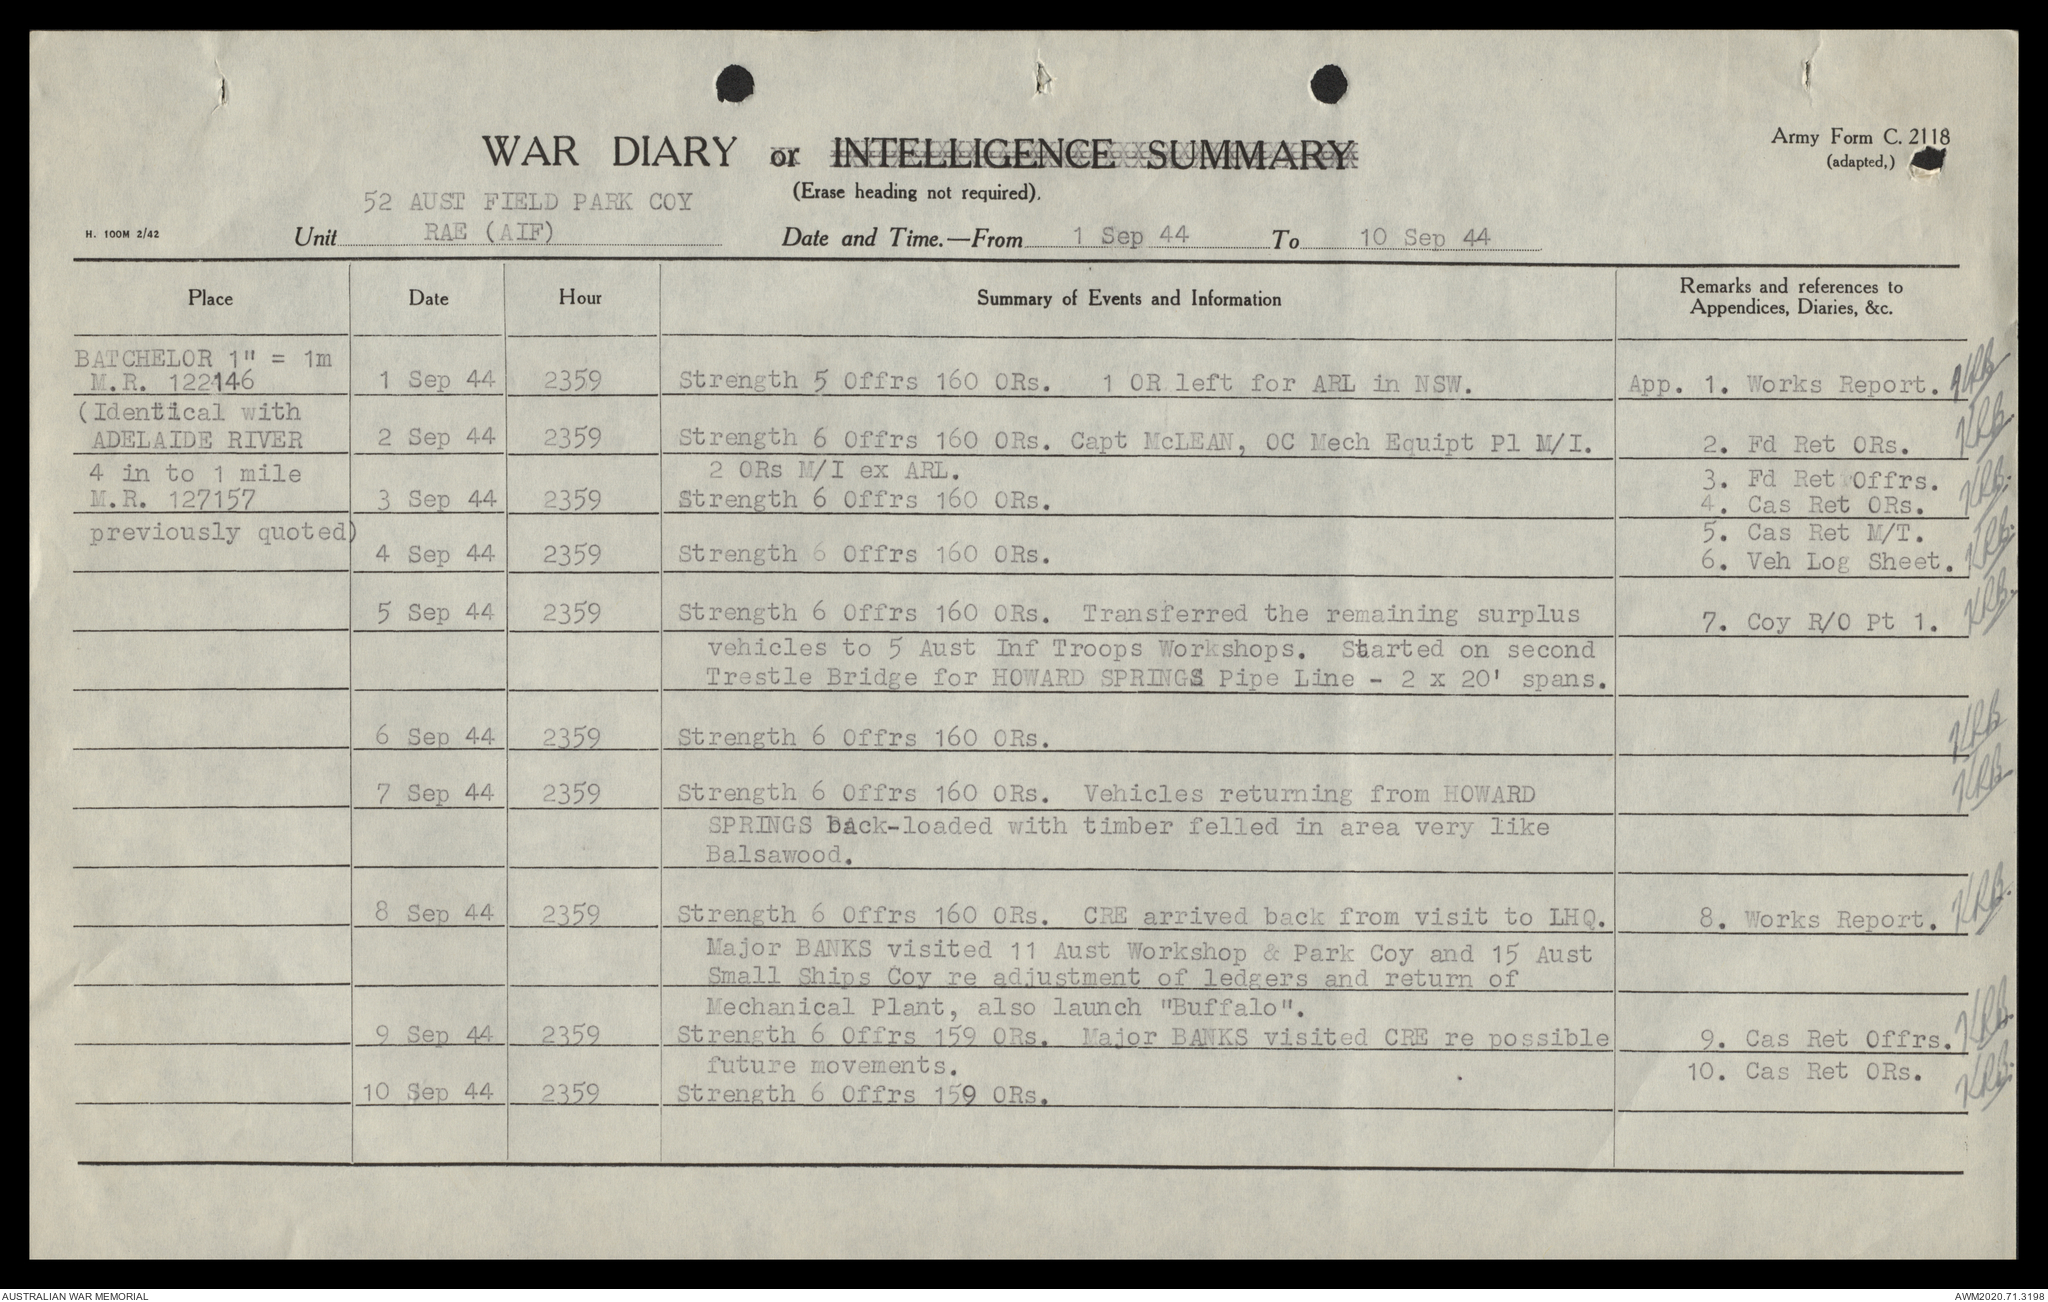 WAR DIARY or INTELLIGENCE SUMMARY
Army Form C. 2118
(adapted,)
(Erase heading not required).
52 AUST FIELD PARK COY
H. 100M 2/42
Unit RAE (AIF)
Date and Time.—From 1 Sep 44 To 10 Sep 44
Place Date Hour Summary of Events and Information Remarks and references to
Appendices, Diaries, &c.
BATCHELOR 1" = 1m
M.R. 122146 1 Sep 44 2359 Strength 5 Offrs 160 ORs. 1 OR left for ARL in NSW. App. 1. Works Report. KRB
(Identical with
ADELAIDE RIVER 2 Sep 44 2359 Strength 6 Offrs 160 ORs. Capt McLEAN, OC Mech Equipt Pl M/I. 2. Fd Ret ORs. KRB
4 in to 1 mile 2 ORs M/I ex ARL. 3. Fd Ret Offrs.
M.R. 127157 3 Sep 44 2359 Strength 6 Offrs 160 ORs. 4. Cas Ret ORs. KRB.
previously quoted) 5. Cas Ret M/T.
4 Sep 44 2359 Strength 6 Offrs 160 ORs. 6. Veh Log Sheet. KRB.
5 Sep 44 2359 Strength 6 Offrs 160 ORs. Transferred the remaining surplus 7. Coy R/O Pt 1. KRB.
vehicles to 5 Aust Inf Troops Workshops. Started on second
Trestle Bridge for HOWARD SPRINGS Pipe Line - 2 x 20' spans.
6 Sep 44 2359 Strength 6 Offrs 160 ORs. KRB
7 Sep 44 2359 Strength 6 Offrs 160 ORs. Vehicles returning from HOWARD KRB
SPRINGS back-loaded with timber felled in area very like
Balsawood.
8 Sep 44 2359 Strength 6 Offrs 160 ORs. CRE arrived back from visit to LHQ. 8. Works Report. KRB.
Major BANKS visited 11 Aust Workshop & Park Coy and 15 Aust
Small Ships Coy re adjustment of ledgers and return of
Mechanical Plant, also launch "Buffalo".
9 Sep 44 2359 Strength 6 Offrs 159 ORs. Major BANKS visited CRE re possible 9. Cas Ret Offrs. KRB.
future movements. 10. Cas Ret ORs.
10 Sep 44 2359 Strength 6 Offrs 159 ORs. KRB.
AUSTRALIAN WAR MEMORIAL
AWM2020.71.3198